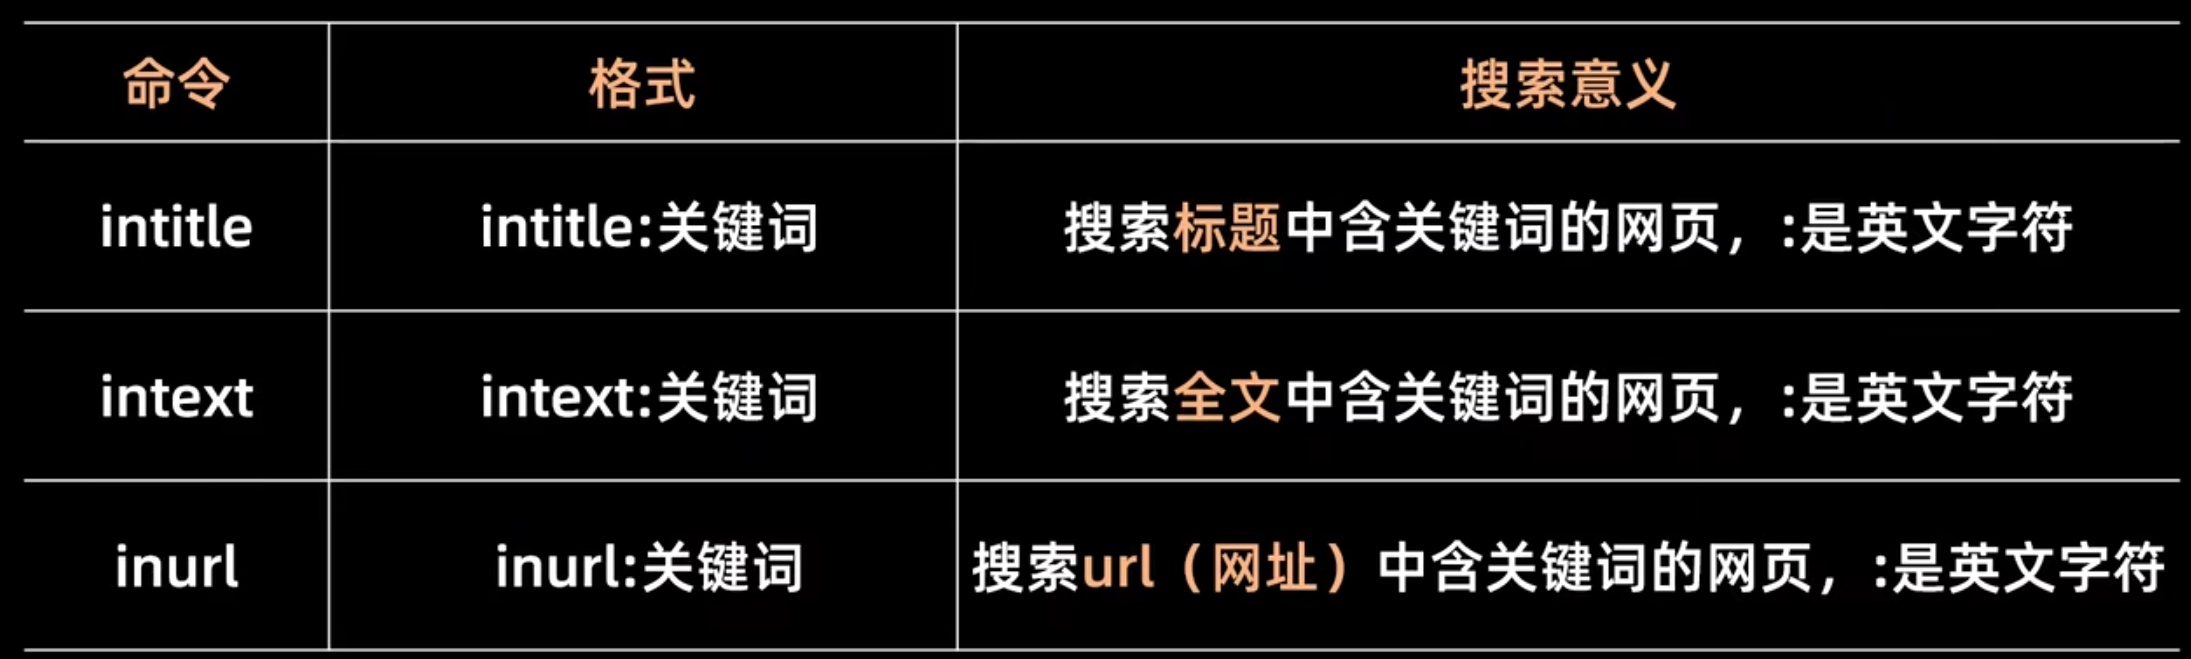 命令 格式 搜索意义
intitle intitle:关键词 搜索标题中含关键词的网页，:是英文字符
intext intext:关键词 搜索全文中含关键词的网页，:是英文字符
inurl inurl:关键词 搜索url（网址）中含关键词的网页，:是英文字符